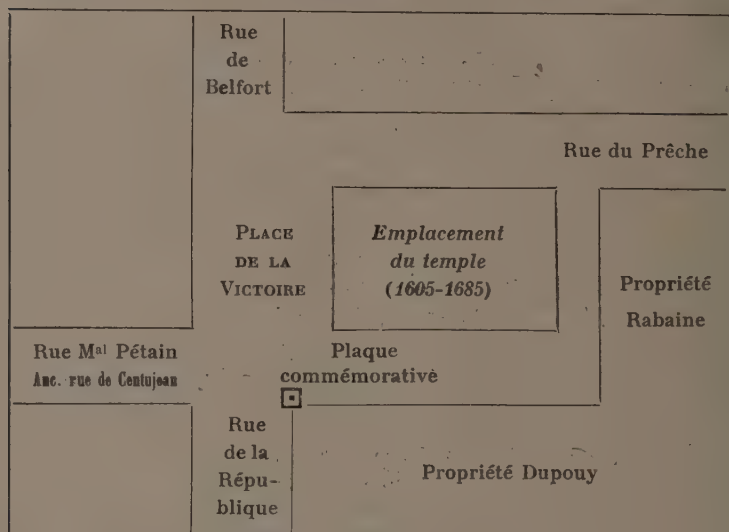 Rue
de
Belfort
Rue du Prêche
PLACE
DE LA
VICTOIRE
Emplacement
du temple
(1605-1685)
Propriété
Rabaine
Rue Mal Pétain
Anc. rue de Centujean
Plaque
commémorative
Rue
de la
Répu-
blique
Propriété Dupouy